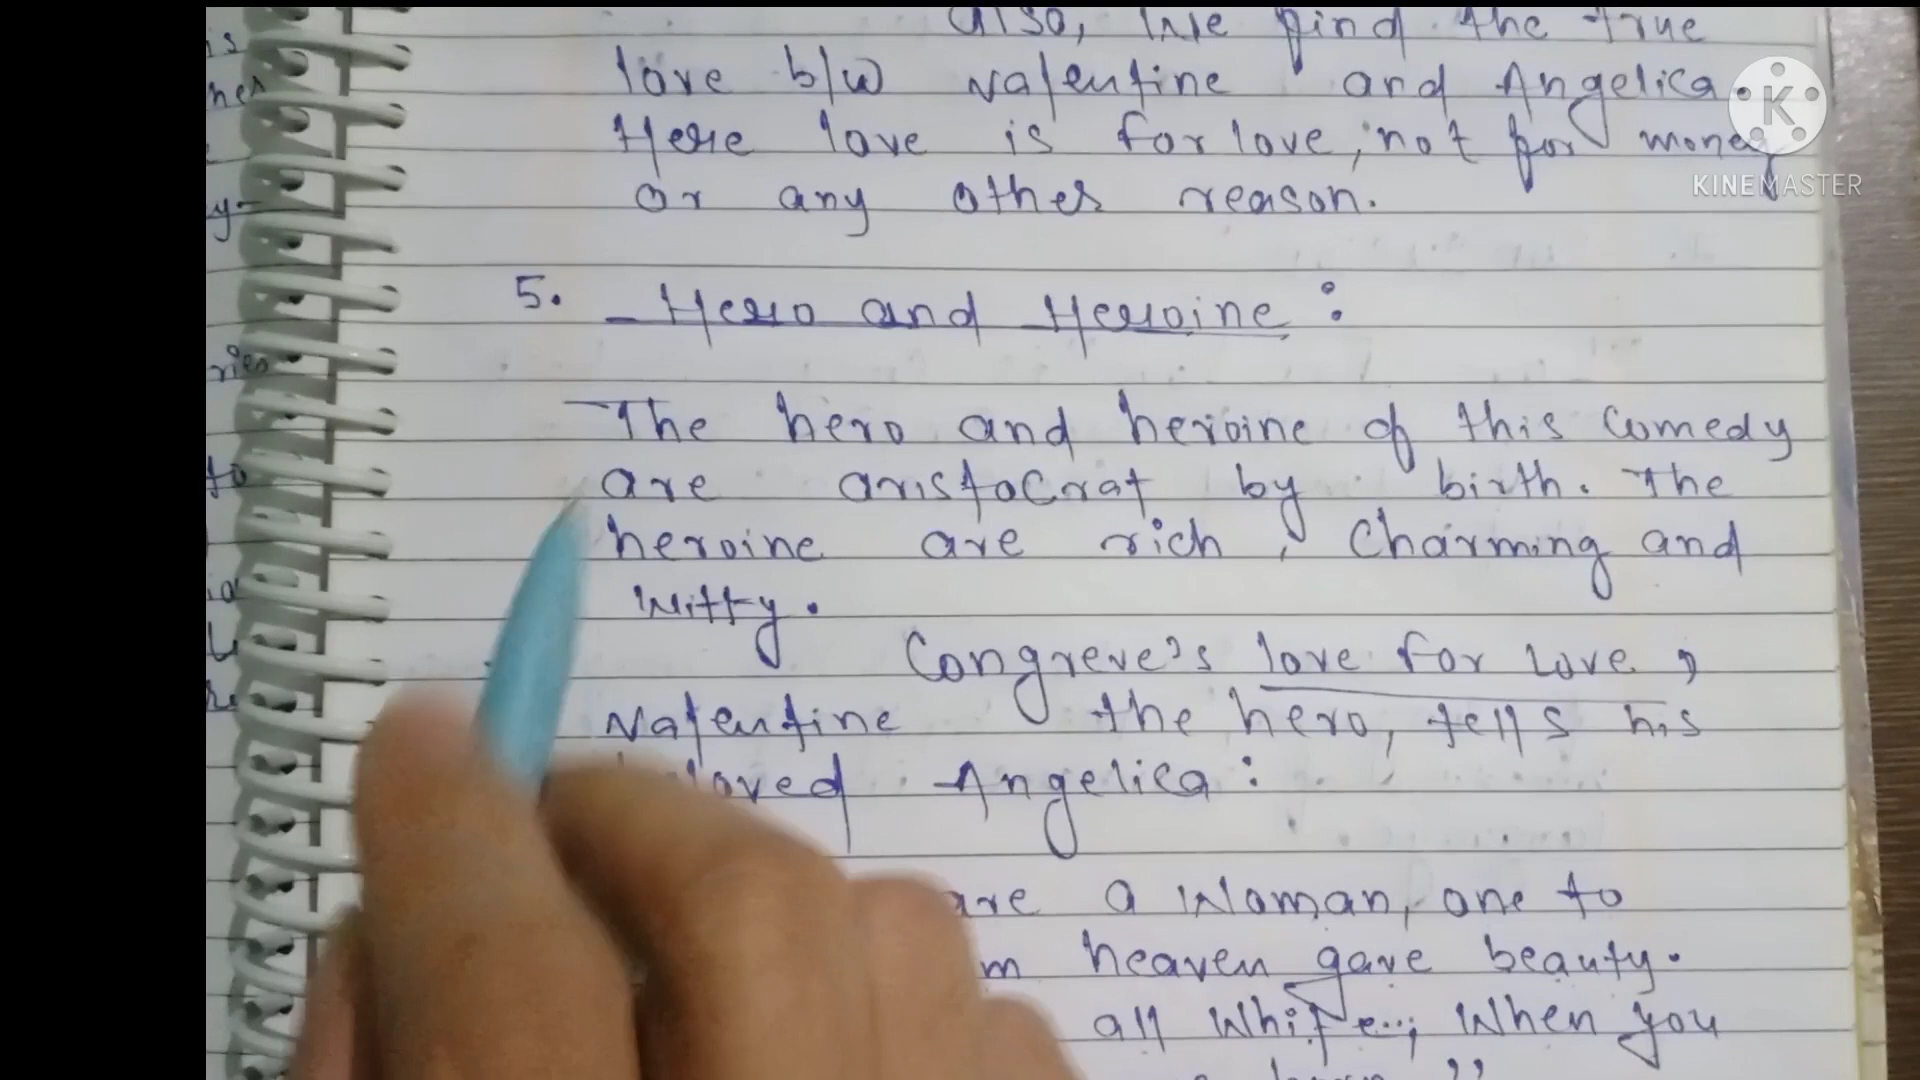 also, We find the true
love b/w Valentine and Angelica.
Here love is for love, not for money
or any other reason.
KINEMASTER
5. Hero and Heroine :
The hero and heroine of this comedy
are aristocrat by birth. The
heroine are rich, Charming and
Witty.
Congreve's love for Love,
Valentine the hero, tells his
Angelica:
are a Woman, one to
heaven gave beauty.
all White...; When you